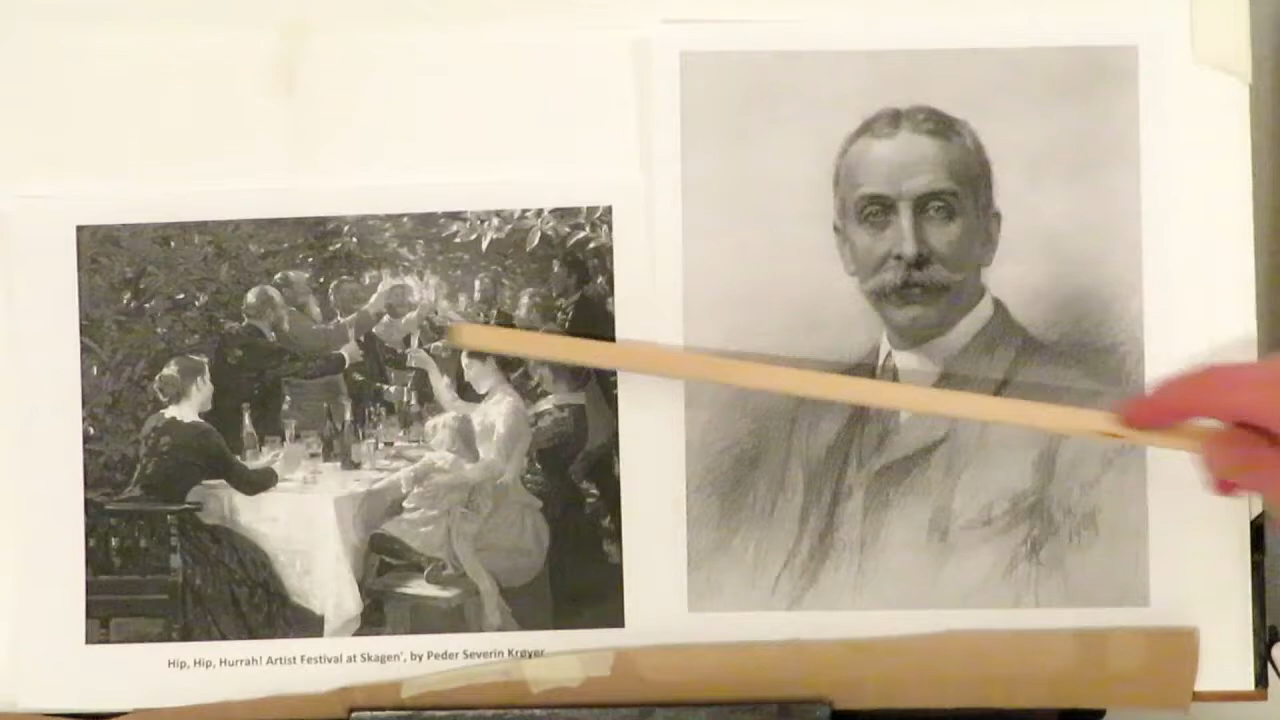 Hip, Hip, Hurrah! Artist Festival at Skagen', by Peder Severin Krøyer